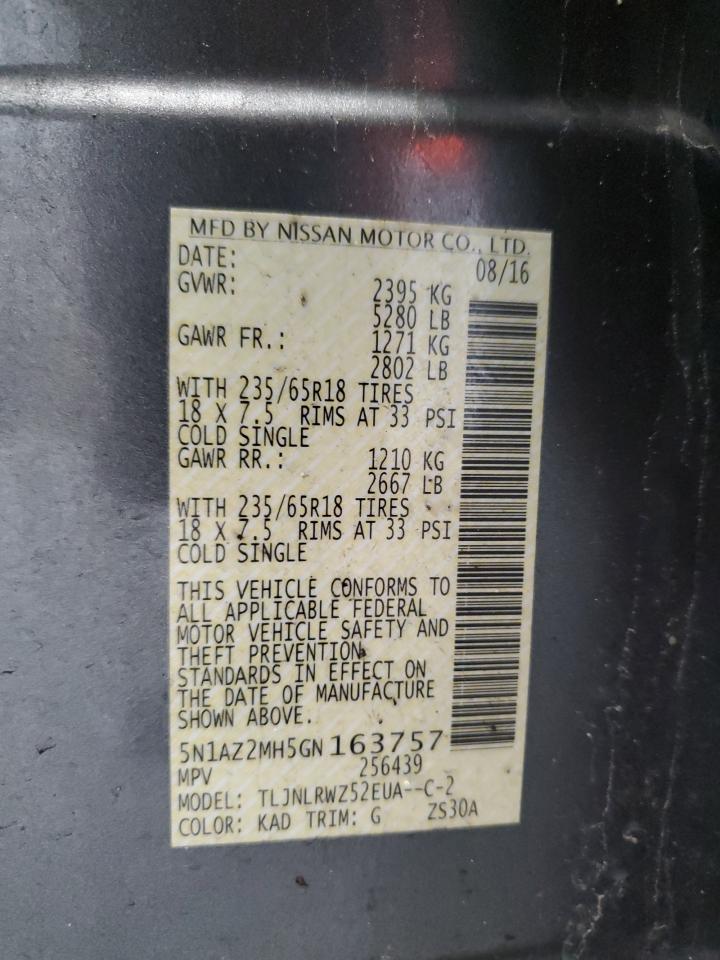 MFD BY NISSAN MOTOR CO., LTD.
DATE: 08/16
GVWR: 2395 KG
5280 LB
GAWR FR.: 1271 KG
2802 LB
WITH 235/65R18 TIRES
18 X 7.5 RIMS AT 33 PSI
COLD SINGLE
GAWR RR.: 1210 KG
2667 LB
WITH 235/65R18 TIRES
18 X 7.5 RIMS AT 33 PSI
COLD SINGLE
THIS VEHICLE CONFORMS TO
ALL APPLICABLE FEDERAL
MOTOR VEHICLE SAFETY AND
THEFT PREVENTION
STANDARDS IN EFFECT ON
THE DATE OF MANUFACTURE
SHOWN ABOVE.
5N1AZ2MH5GN 163757
MPV 256439
MODEL: TLJNLRWZ52EUA--C-2
COLOR: KAD TRIM: G ZS30A